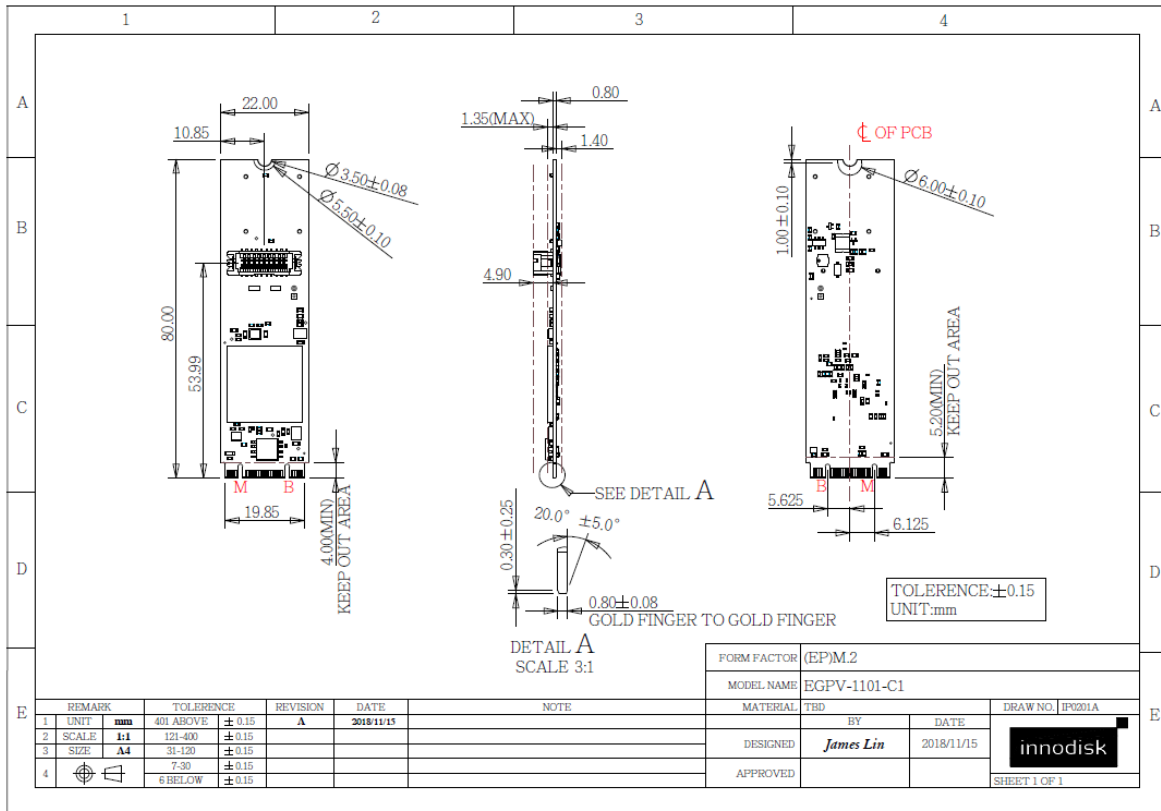 1 2 3 4
A A
B B
C C
D D
E E
22.00
10.85
Ø3.50±0.08
Ø5.50±0.10
80.00
53.99
M B
19.85
4.00(MIN)
KEEP OUT AREA
0.80
1.35(MAX)
1.40
4.90
SEE DETAIL A
20.0° ±5.0°
0.30±0.25
0.80±0.08
GOLD FINGER TO GOLD FINGER
DETAIL A
SCALE 3:1
℄ OF PCB
Ø6.00±0.10
1.00±0.10
5.20(MIN)
KEEP OUT AREA
B M
5.625
6.125
TOLERENCE:±0.15
UNIT:mm
FORM FACTOR (EP)M.2
MODEL NAME EGPV-1101-C1
REMARK TOLERENCE REVISION DATE NOTE MATERIAL TBD DRAW NO. IP0201A
1 UNIT mm 401 ABOVE ±0.15 A 2018/11/15 BY DATE
2 SCALE 1:1 121-400 ±0.15
3 SIZE A4 31-120 ±0.15 DESIGNED James Lin 2018/11/15 innodisk
4 7-30 ±0.15
6 BELOW ±0.15 APPROVED SHEET 1 OF 1